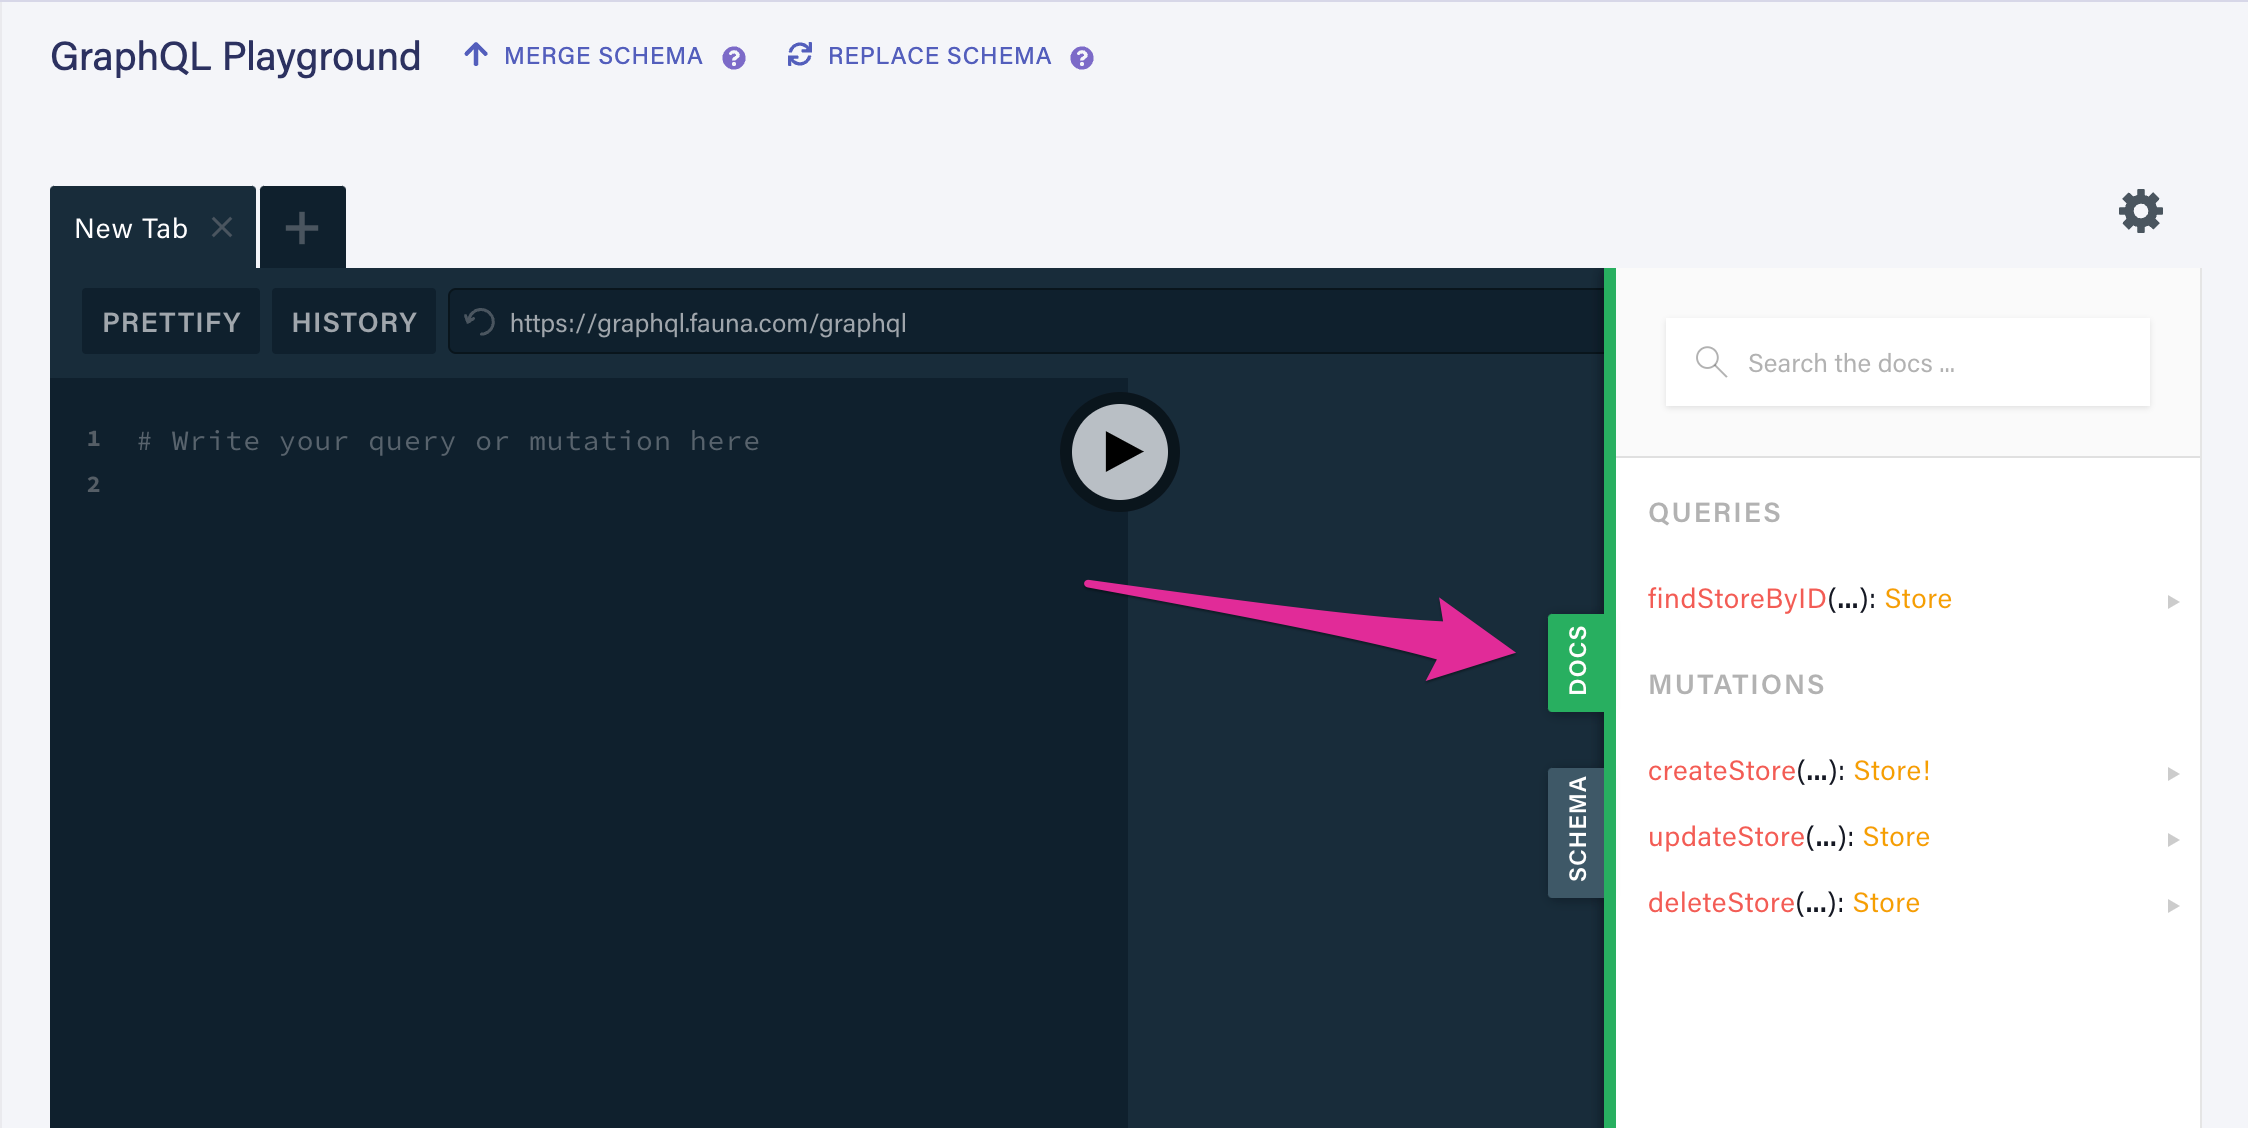 GraphQL Playground MERGE SCHEMA ? REPLACE SCHEMA ?
New Tab
PRETTIFY HISTORY https://graphql.fauna.com/graphql
1 # Write your query or mutation here
2
DOCS
SCHEMA
Search the docs ...
QUERIES
findStoreByID(...): Store
MUTATIONS
createStore(...): Store!
updateStore(...): Store
deleteStore(...): Store